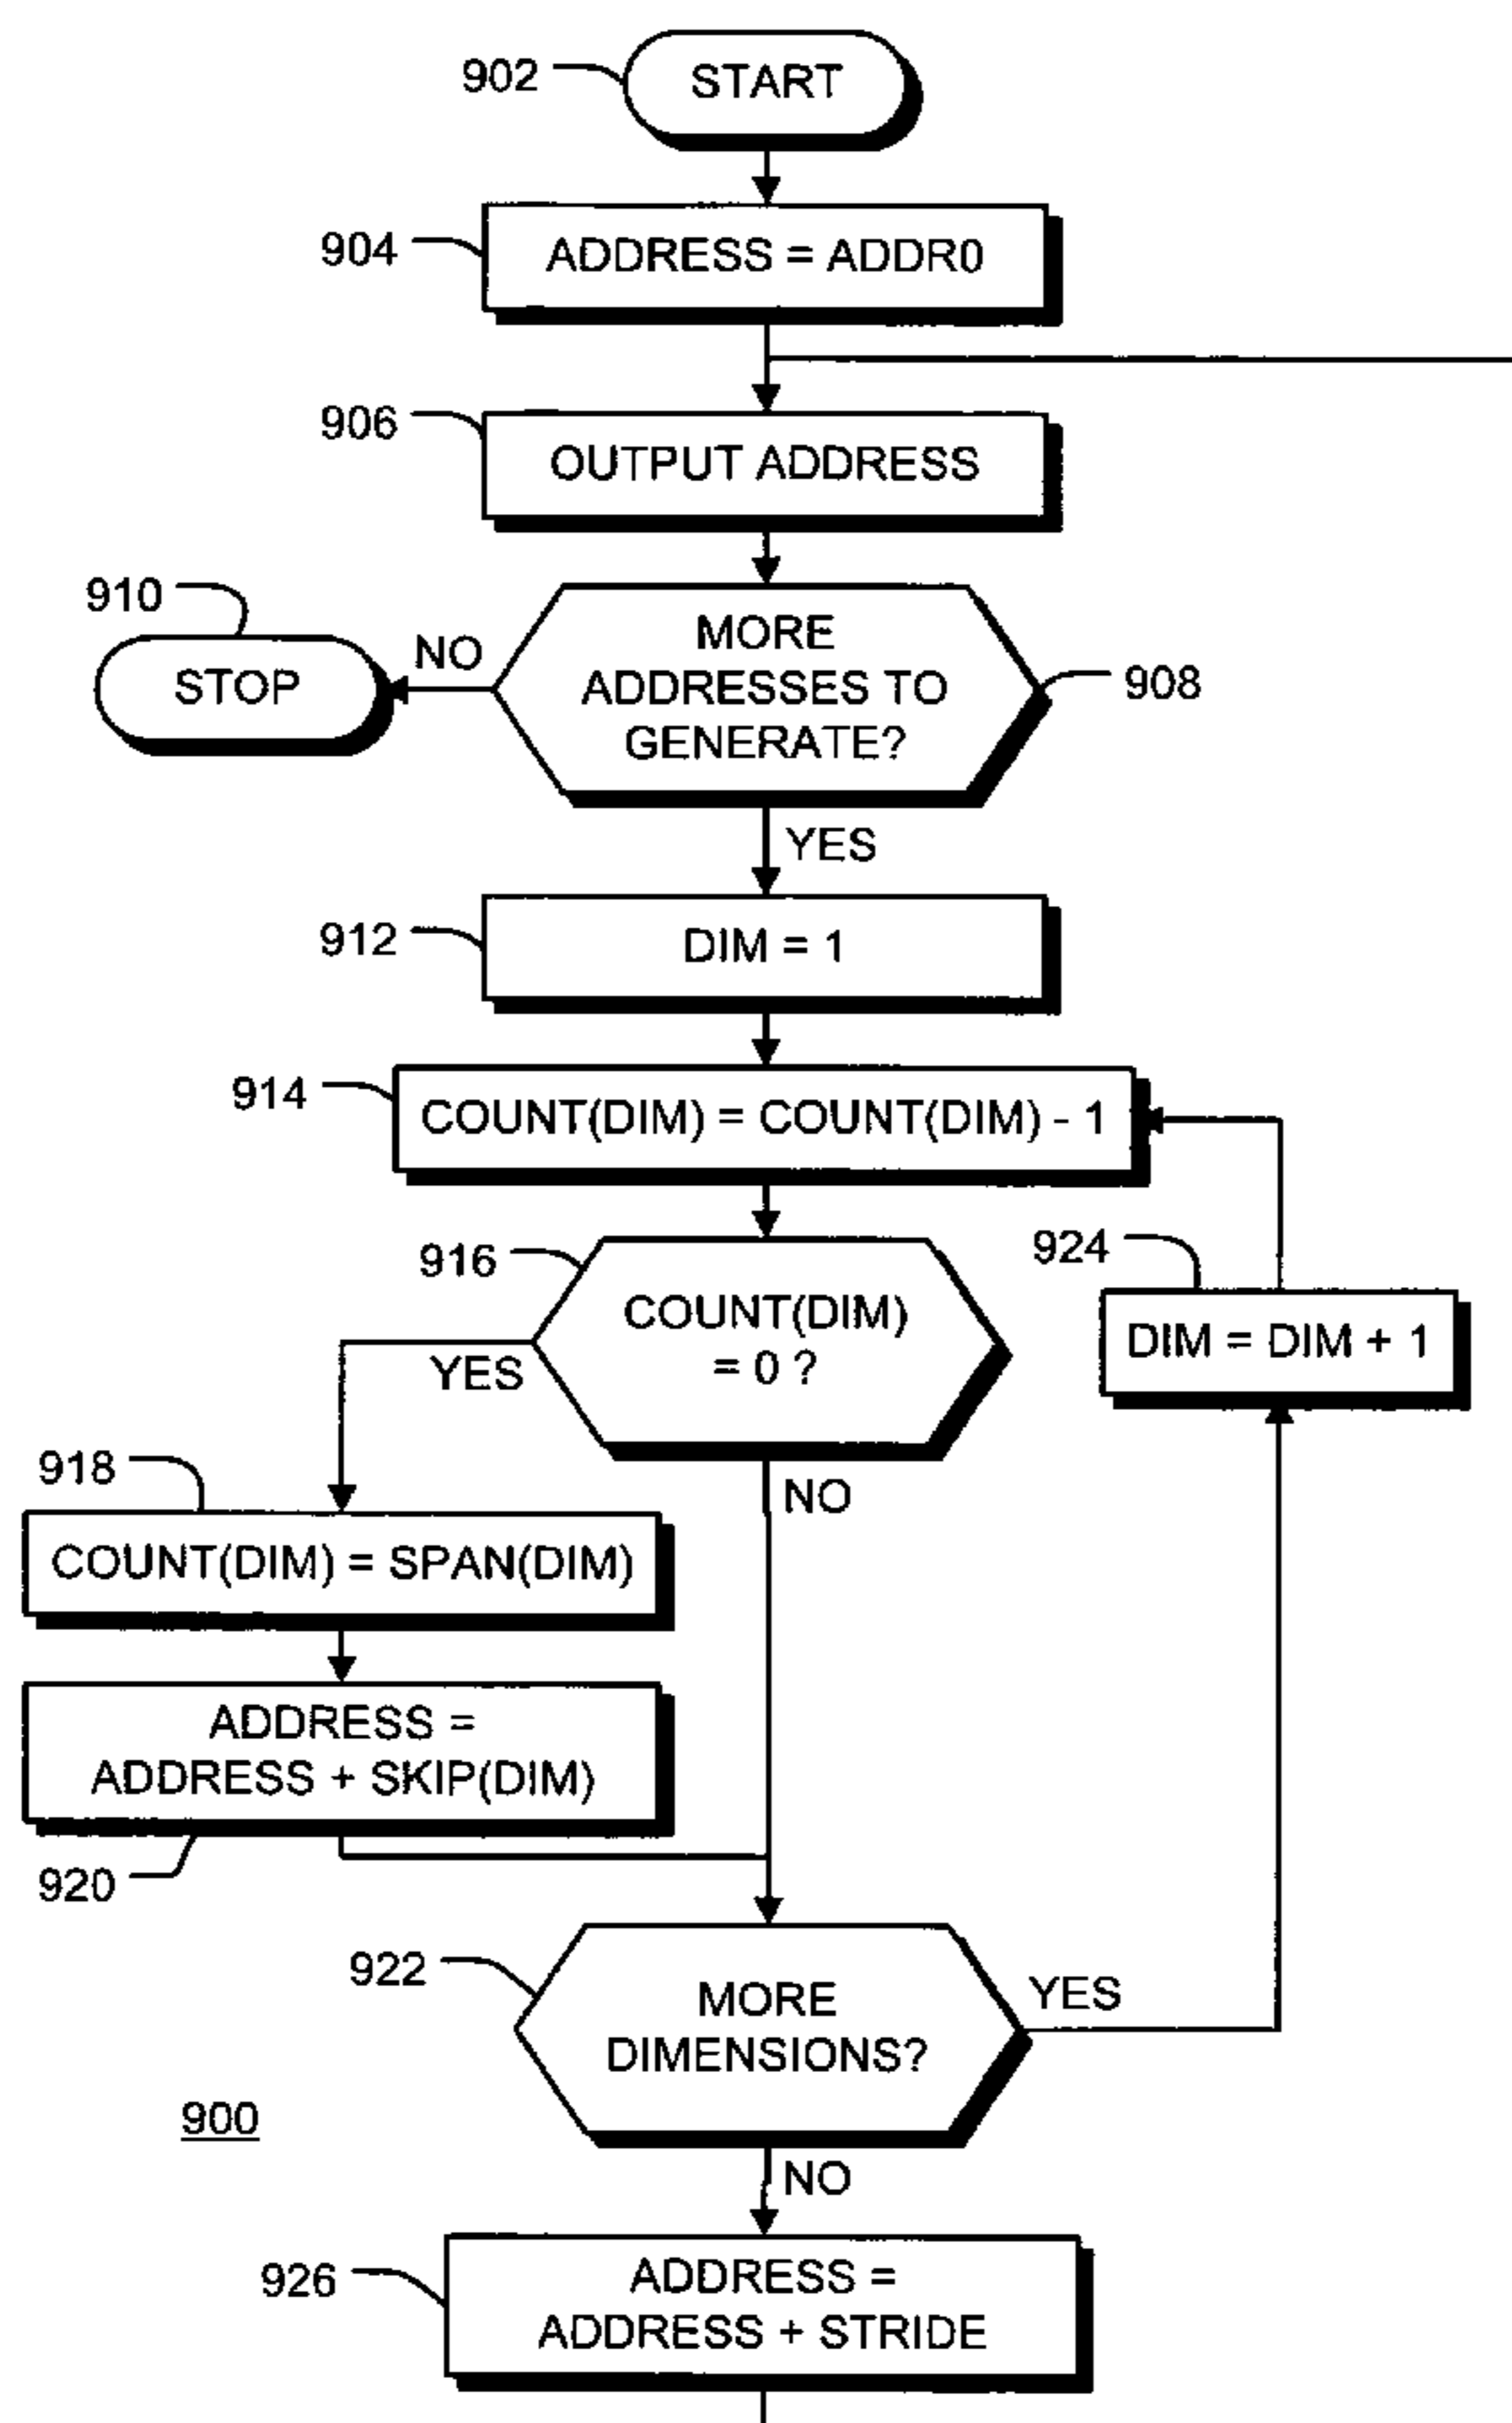 902
START
904
ADDRESS = ADDR0
906
OUTPUT ADDRESS
910
STOP
NO
MORE
ADDRESSES TO
GENERATE?
908
YES
912
DIM = 1
914
COUNT(DIM) = COUNT(DIM) - 1
916
COUNT(DIM)
= 0 ?
924
DIM = DIM + 1
YES
NO
918
COUNT(DIM) = SPAN(DIM)
ADDRESS =
ADDRESS + SKIP(DIM)
920
922
MORE
DIMENSIONS?
YES
900
NO
926
ADDRESS =
ADDRESS + STRIDE